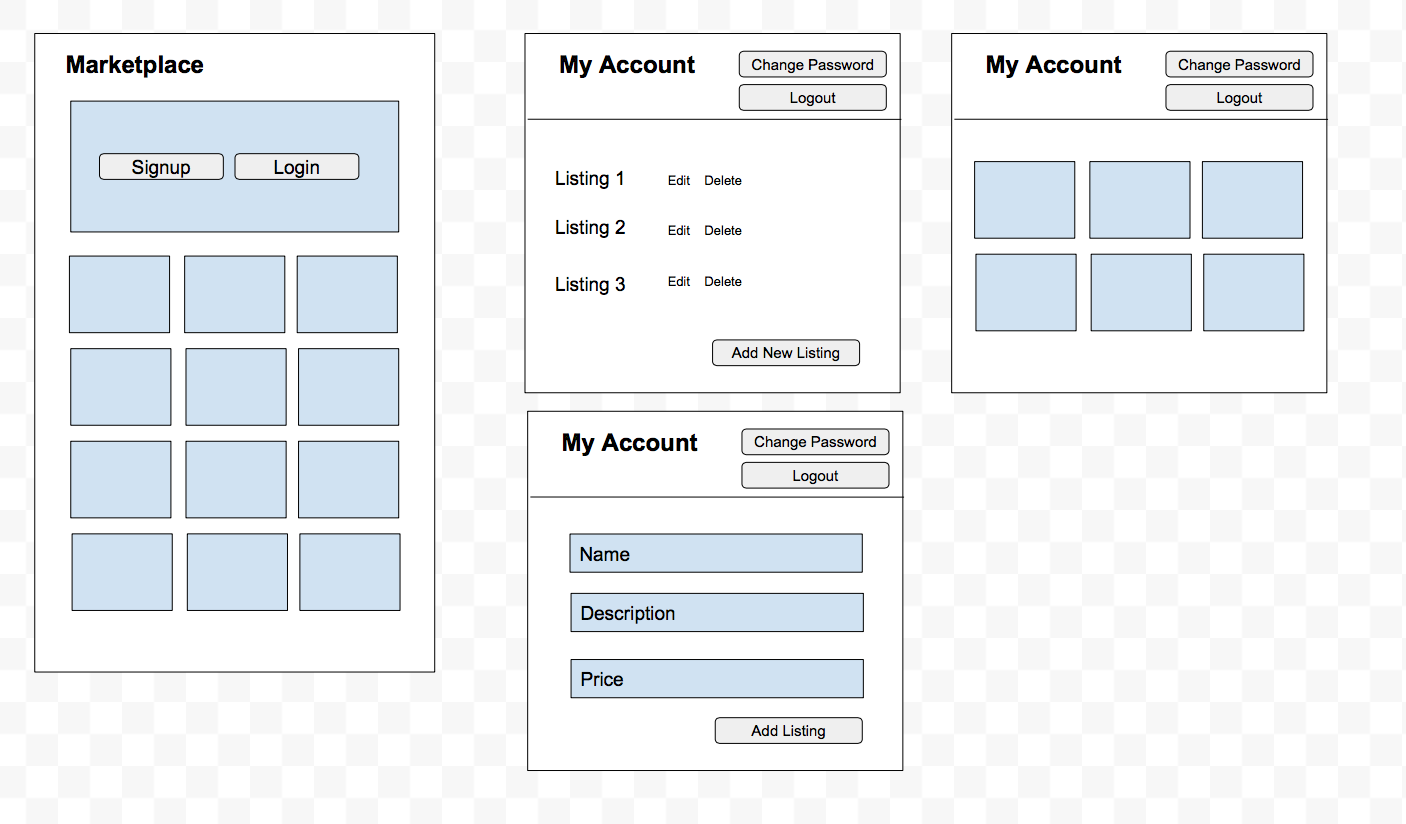 Marketplace
Signup
Login
My Account
Change Password
Logout
Listing 1 Edit Delete
Listing 2 Edit Delete
Listing 3 Edit Delete
Add New Listing
My Account
Change Password
Logout
Name
Description
Price
Add Listing
My Account
Change Password
Logout